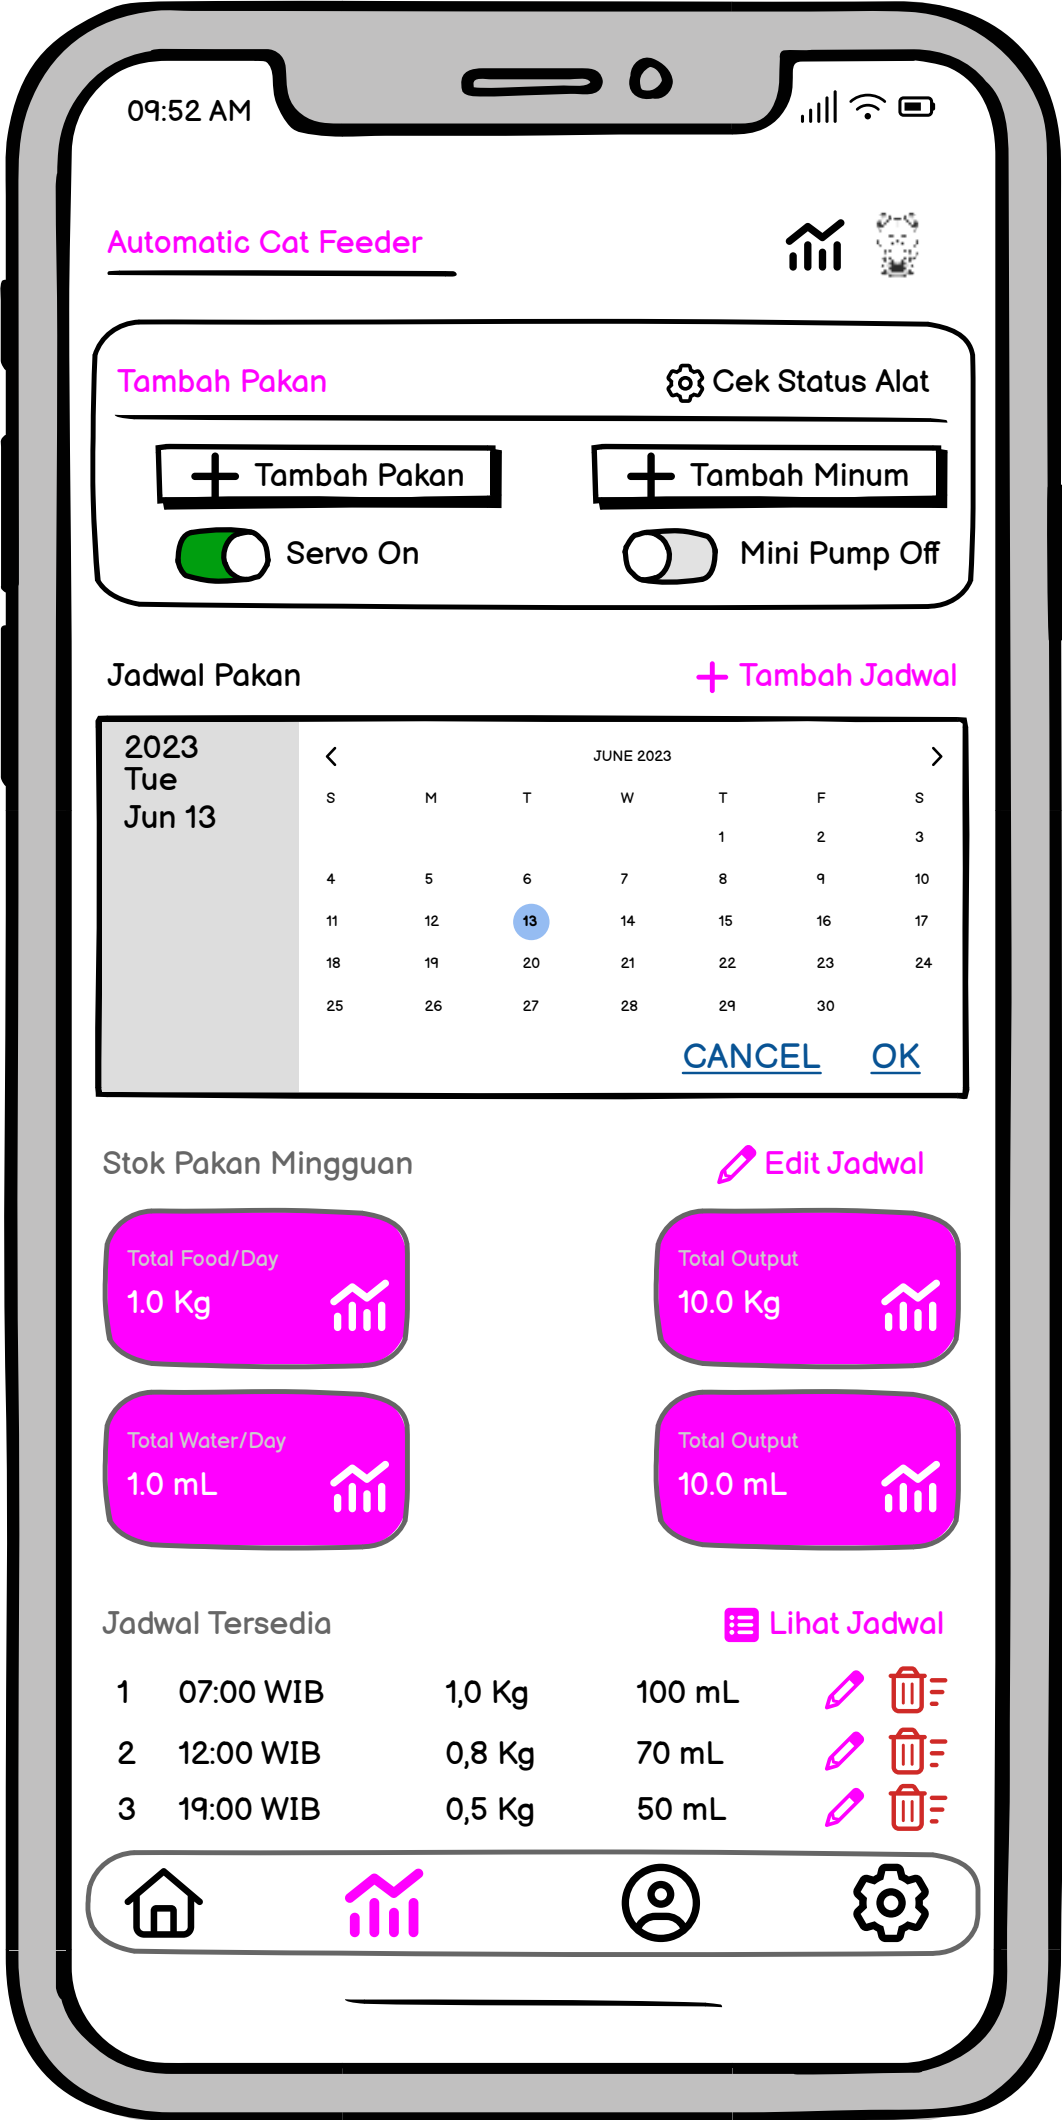 09:52 AM
Automatic Cat Feeder
Tambah Pakan Cek Status Alat
Tambah Pakan Tambah Minum
Servo On Mini Pump Off
Jadwal Pakan Tambah Jadwal
2023
Tue
Jun 13
JUNE 2023
S M T W T F S
1 2 3
4 5 6 7 8 9 10
11 12 13 14 15 16 17
18 19 20 21 22 23 24
25 26 27 28 29 30
CANCEL OK
Stok Pakan Mingguan Edit Jadwal
Total Food/Day
1.0 Kg
Total Output
10.0 Kg
Total Water/Day
1.0 mL
Total Output
10.0 mL
Jadwal Tersedia Lihat Jadwal
1 07:00 WIB 1,0 Kg 100 mL
2 12:00 WIB 0,8 Kg 70 mL
3 19:00 WIB 0,5 Kg 50 mL